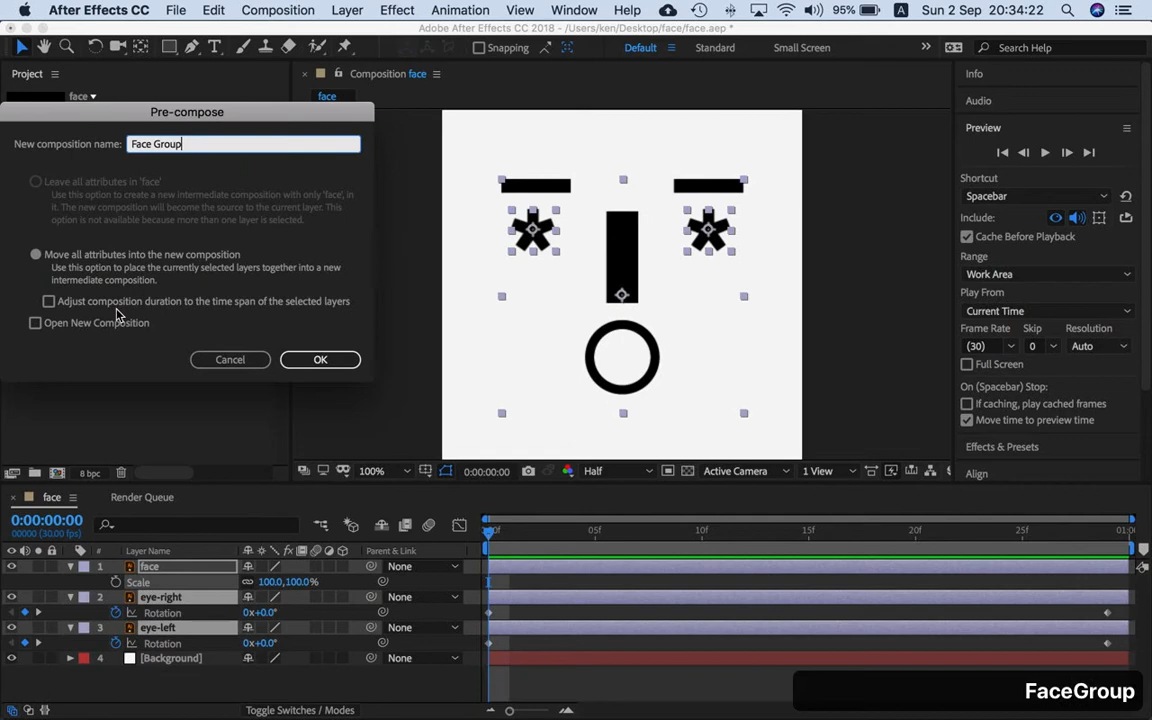 After Effects CC File Edit Composition Layer Effect Animation View Window Help 95% A Sun 2 Sep 20:34:22
Adobe After Effects CC 2018 - /Users/ken/Desktop/face/face.aep *
Snapping Default Standard Small Screen Search Help
Project Composition face Info
face face
Pre-compose Audio
New composition name: Face Group Preview
Leave all attributes in 'face' Shortcut
Use this option to create a new intermediate composition with only 'face', in Spacebar
it. The new composition will become the source to the current layer. This Include:
option is not available because more than one layer is selected. Cache Before Playback
Move all attributes into the new composition Range
Use this option to place the currently selected layers together into a new Work Area
intermediate composition. Play From
Adjust composition duration to the time span of the selected layers Current Time
Open New Composition Frame Rate Skip Resolution
(30) 0 Auto
Cancel OK Full Screen
On (Spacebar) Stop:
If caching, play cached frames
Move time to preview time
Effects & Presets
8 bpc 100% 0:00:00:00 Half Active Camera 1 View Align
face Render Queue
0:00:00:00
00000 (30.00 fps) 05f 10f 15f 20f 25f 01:0
# Layer Name Parent & Link
1 face None
Scale 100.0,100.0%
2 eye-right None
Rotation 0x+0.0°
3 eye-left None
Rotation 0x+0.0°
4 [Background] None
Toggle Switches / Modes
FaceGroup